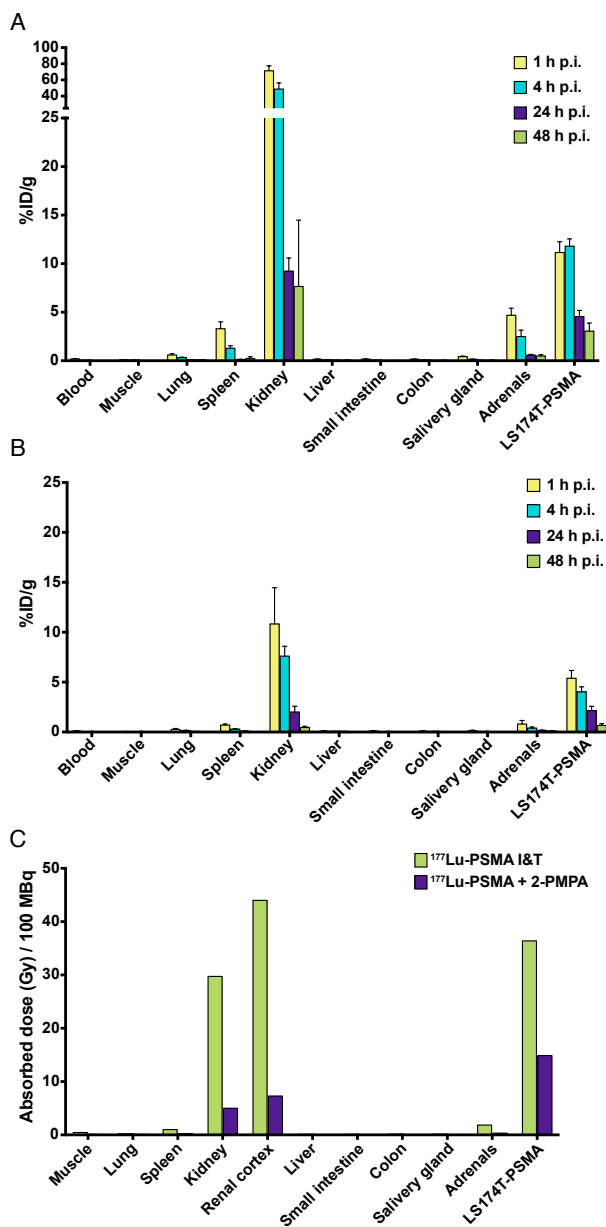 A
100
80
60
40
25
20
15
10
5
0
%ID/g
1 h p.i.
4 h p.i.
24 h p.i.
48 h p.i.
Blood
Muscle
Lung
Spleen
Kidney
Liver
Small intestine
Colon
Salivery gland
Adrenals
LS174T-PSMA
B
25
20
15
10
5
0
%ID/g
1 h p.i.
4 h p.i.
24 h p.i.
48 h p.i.
Blood
Muscle
Lung
Spleen
Kidney
Liver
Small intestine
Colon
Salivery gland
Adrenals
LS174T-PSMA
C
50
40
30
20
10
0
Absorbed dose (Gy) / 100 MBq
¹⁷⁷Lu-PSMA I&T
¹⁷⁷Lu-PSMA + 2-PMPA
Muscle
Lung
Spleen
Kidney
Renal cortex
Liver
Small intestine
Colon
Salivery gland
Adrenals
LS174T-PSMA